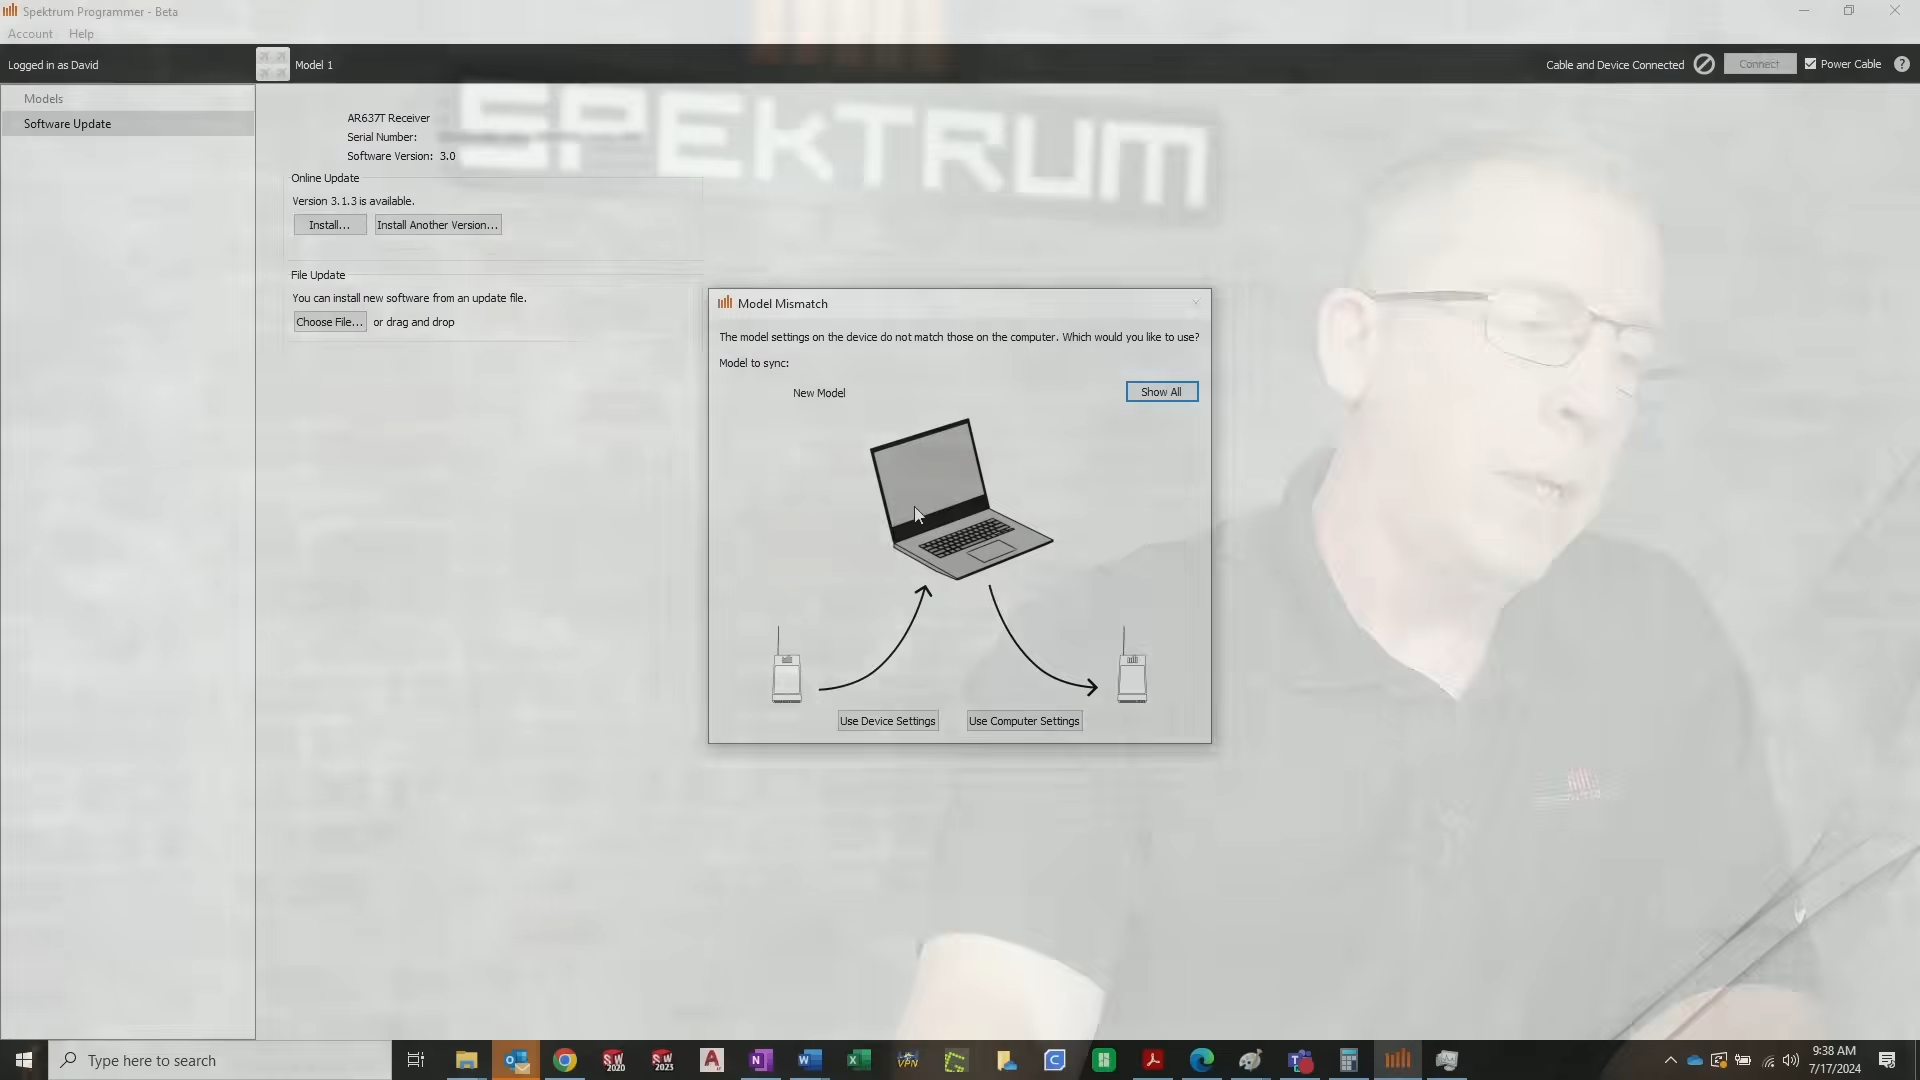 Spektrum Programmer - Beta
Account Help
Logged in as David
Model 1
Cable and Device Connected
Connect
Power Cable
?
Models
Software Update
AR637T Receiver
Serial Number:
Software Version: 3.0
Online Update
Version 3.1.3 is available.
Install...
Install Another Version...
File Update
You can install new software from an update file.
Choose File...
or drag and drop
SPEKTRUM
Model Mismatch
The model settings on the device do not match those on the computer. Which would you like to use?
Model to sync:
New Model
Show All
Use Device Settings
Use Computer Settings
Type here to search
SW 2020
SW 2023
A
N
W
X
VPN
C
9:38 AM
7/17/2024